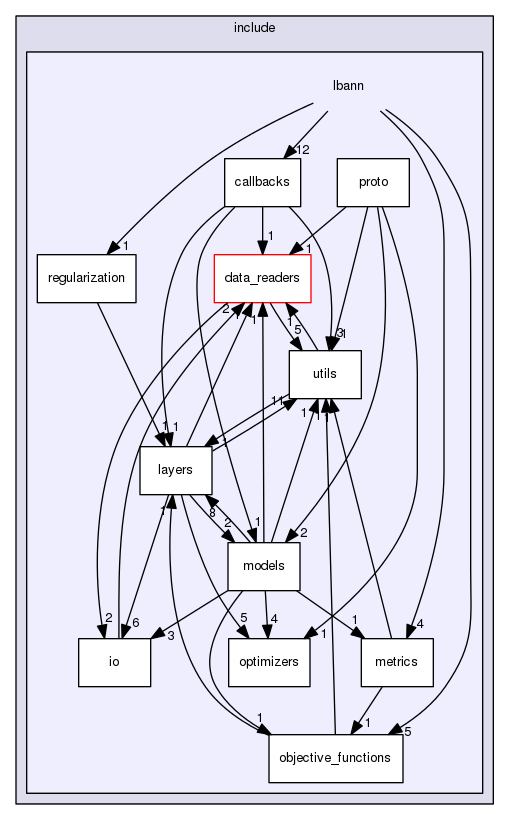 include
lbann
12
callbacks
proto
1
1
1
regularization
data_readers
2
1
1
1
5
3
1
utils
11
1
1
1
1
1
1
layers
1
8
2
1
2
models
2
6
3
5
4
1
1
4
io
optimizers
metrics
1
1
5
objective_functions